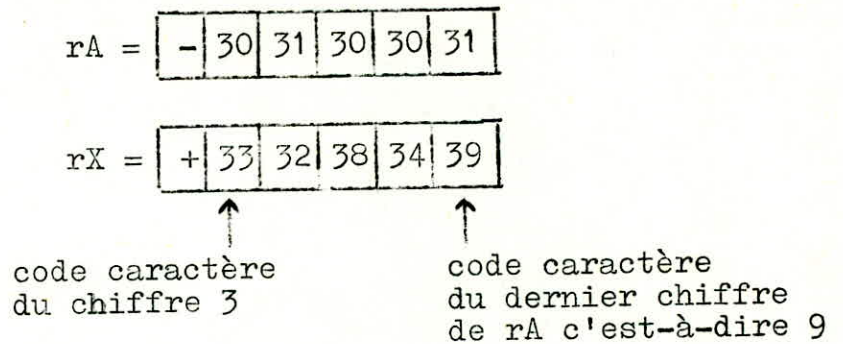 rA = - 30 31 30 30 31
rX = + 33 32 38 34 39
code caractère
du chiffre 3
code caractère
du dernier chiffre
de rA c'est-à-dire 9